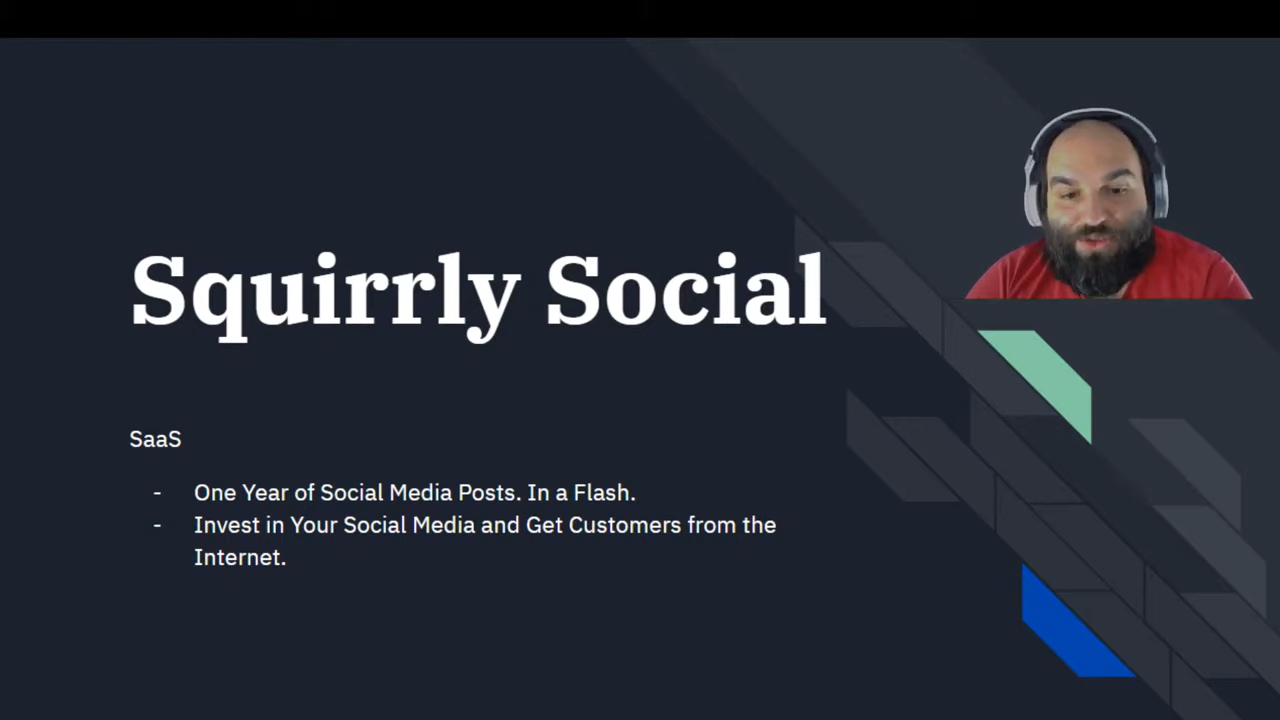 Squirrly Social
SaaS
- One Year of Social Media Posts. In a Flash.
- Invest in Your Social Media and Get Customers from the
Internet.